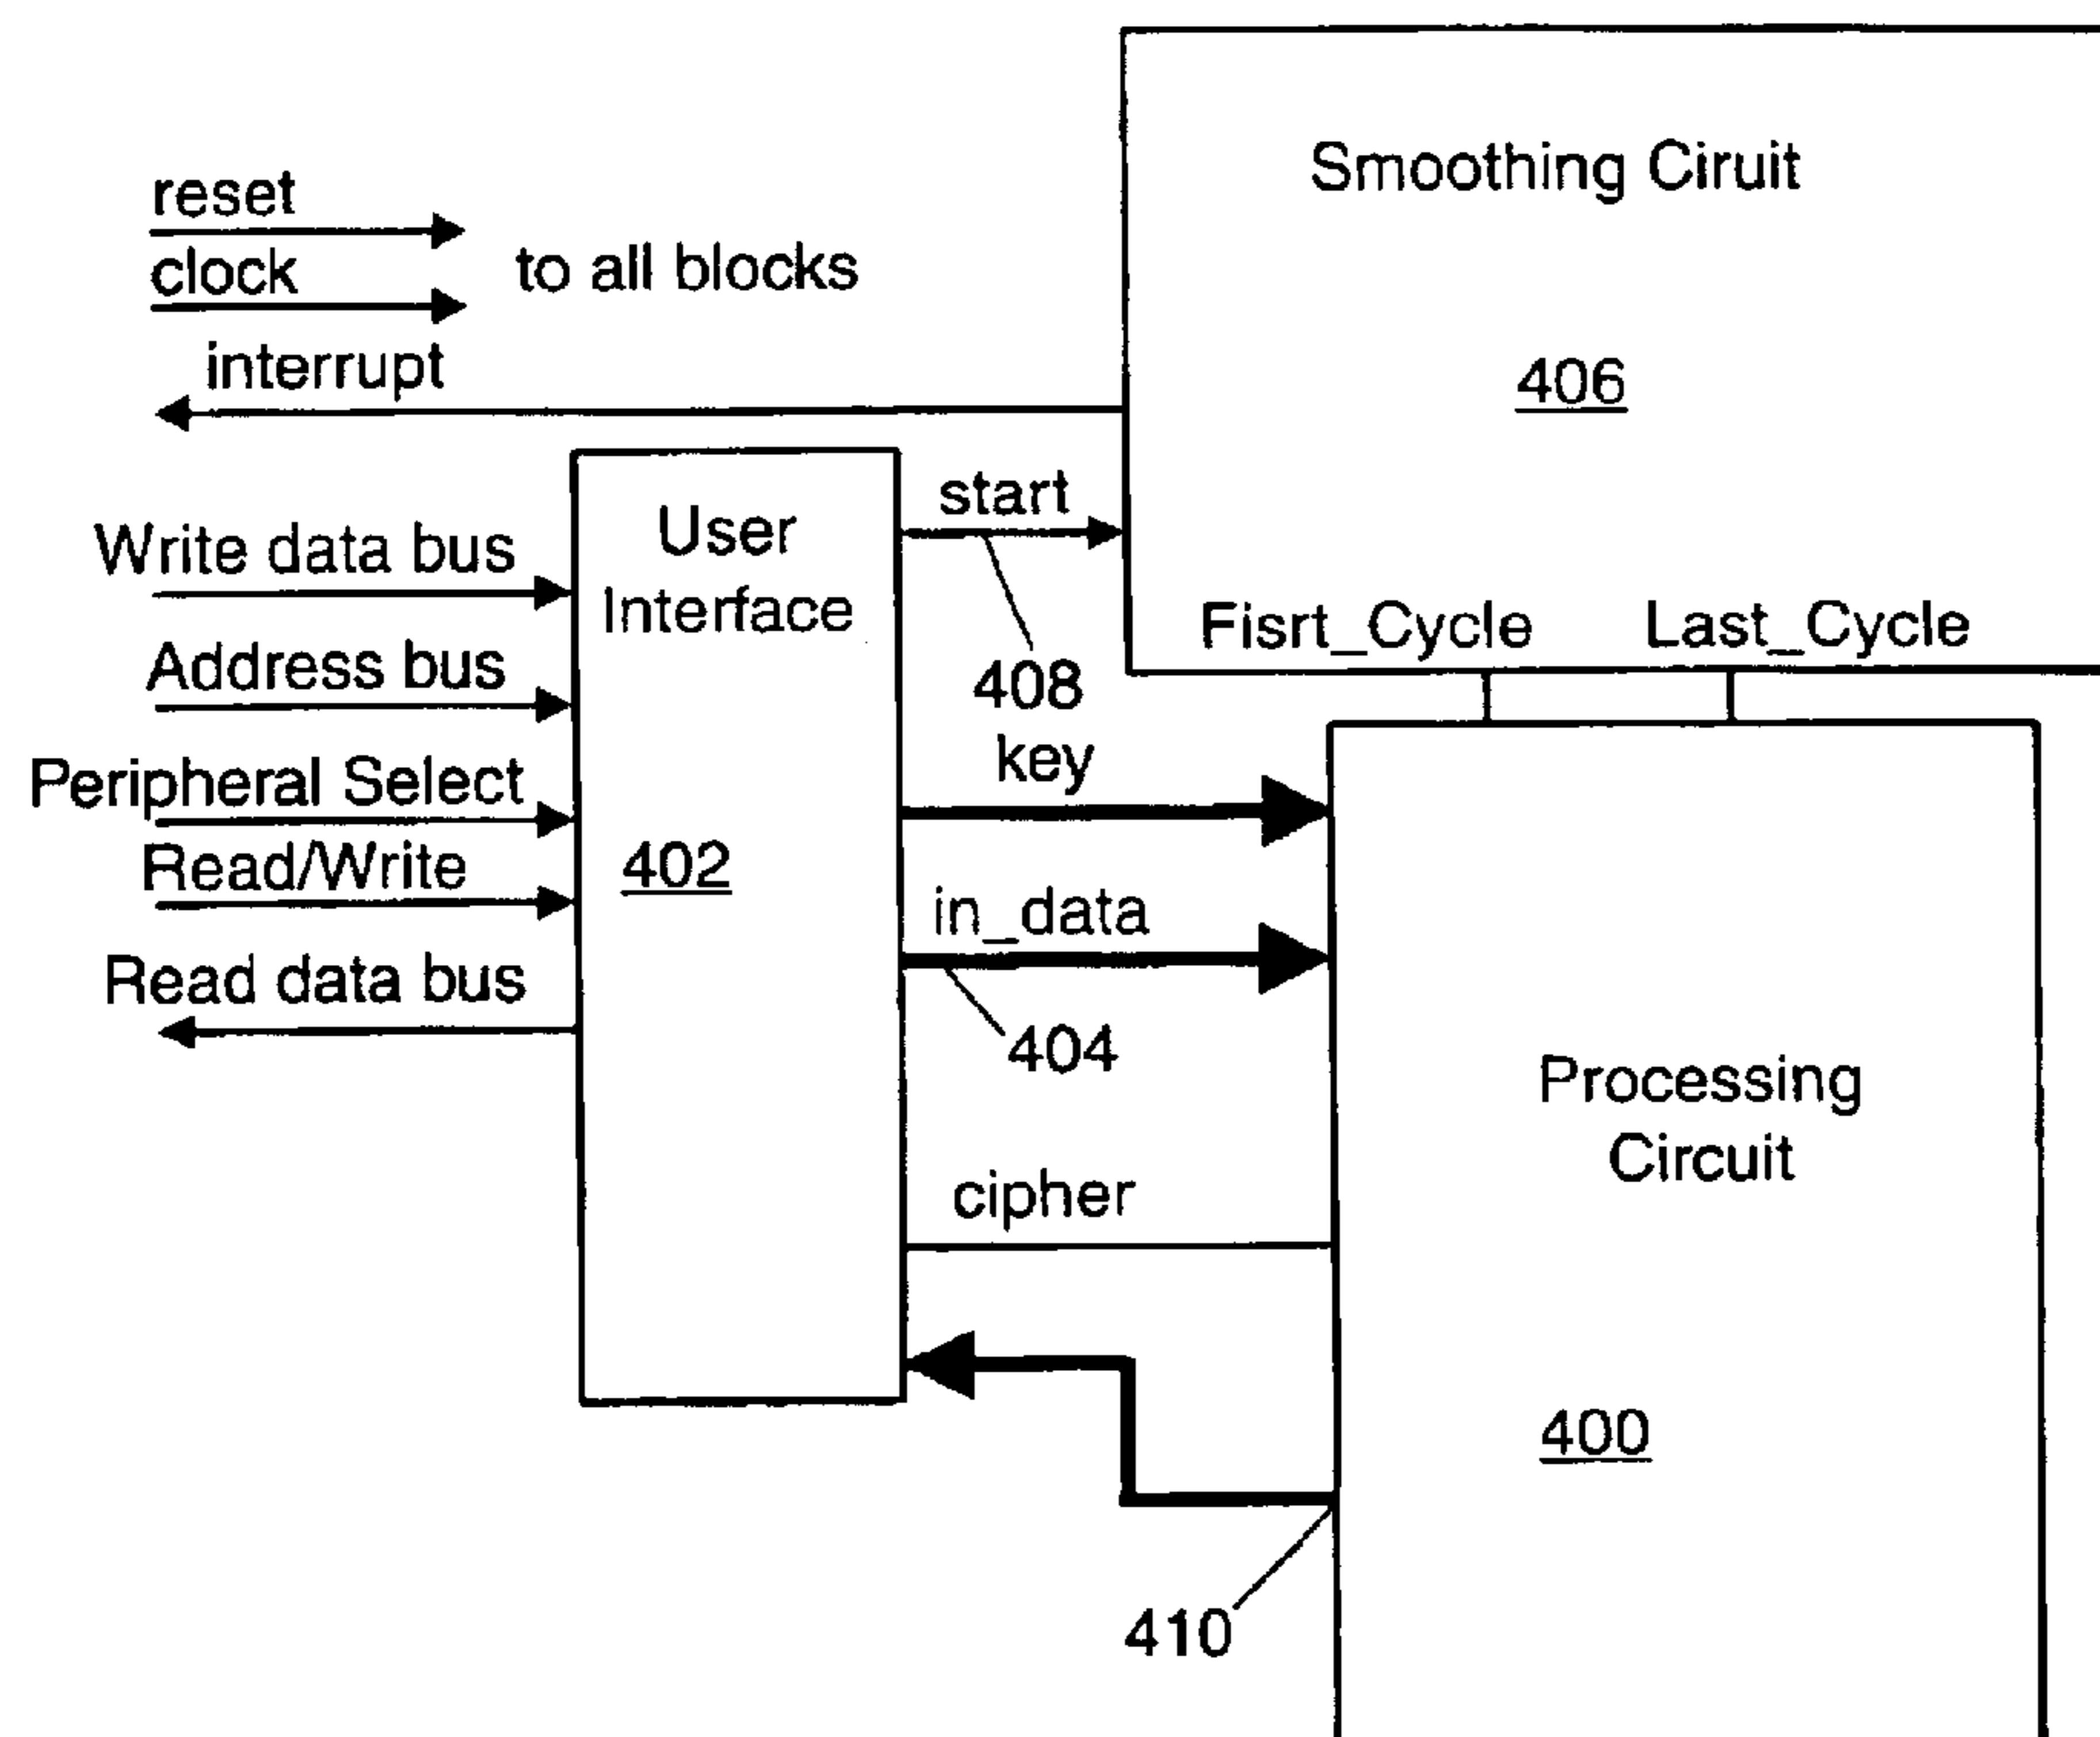 Smoothing Ciruit
406
reset
clock
to all blocks
interrupt
User
Interface
402
start
408
Write data bus
Address bus
Peripheral Select
Read/Write
Read data bus
Fisrt_Cycle
Last_Cycle
key
in_data
404
cipher
Processing
Circuit
400
410